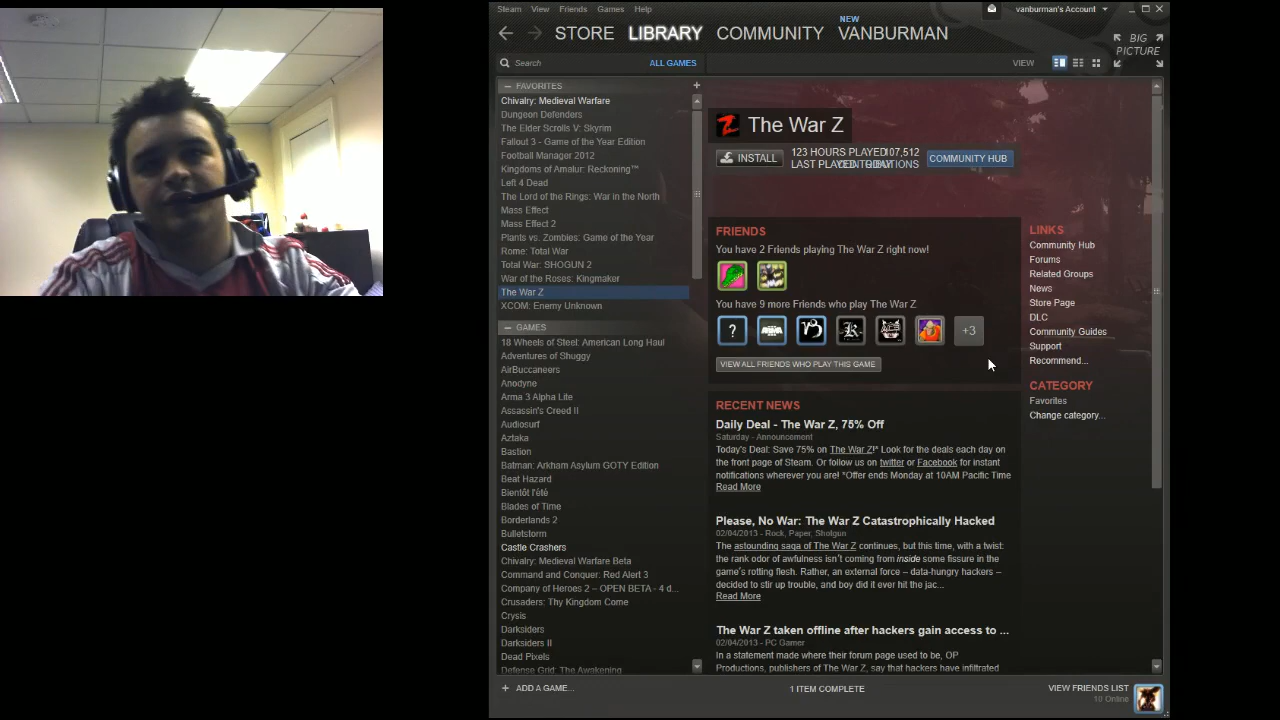 Steam View Friends Games Help
vanburman's Account
STORE LIBRARY COMMUNITY NEW VANBURMAN
BIG PICTURE
Search ALL GAMES
VIEW
FAVORITES
Chivalry: Medieval Warfare
Dungeon Defenders
The Elder Scrolls V: Skyrim
Fallout 3 - Game of the Year Edition
Football Manager 2012
Kingdoms of Amalur: Reckoning™
Left 4 Dead
The Lord of the Rings: War in the North
Mass Effect
Mass Effect 2
Plants vs. Zombies: Game of the Year
Rome: Total War
Total War: SHOGUN 2
War of the Roses: Kingmaker
The War Z
XCOM: Enemy Unknown
GAMES
18 Wheels of Steel: American Long Haul
Adventures of Shuggy
AirBuccaneers
Anodyne
Arma 3 Alpha Lite
Assassin's Creed II
Audiosurf
Aztaka
Bastion
Batman: Arkham Asylum GOTY Edition
Beat Hazard
Bientôt l'été
Blades of Time
Borderlands 2
Bulletstorm
Castle Crashers
Chivalry: Medieval Warfare Beta
Command and Conquer: Red Alert 3
Company of Heroes 2 – OPEN BETA - 4 d...
Crusaders: Thy Kingdom Come
Crysis
Darksiders
Darksiders II
Dead Pixels
Defense Grid: The Awakening
ADD A GAME...
The War Z
INSTALL
123 HOURS PLAYED
107,512
LAST PLAYED
COMMUNITY HUB
FRIENDS
You have 2 Friends playing The War Z right now!
You have 9 more Friends who play The War Z
?
+3
VIEW ALL FRIENDS WHO PLAY THIS GAME
RECENT NEWS
Daily Deal - The War Z, 75% Off
Saturday - Announcement
Today's Deal: Save 75% on The War Z!* Look for the deals each day on
the front page of Steam. Or follow us on twitter or Facebook for instant
notifications wherever you are! *Offer ends Monday at 10AM Pacific Time
Read More
Please, No War: The War Z Catastrophically Hacked
02/04/2013 - Rock, Paper, Shotgun
The astounding saga of The War Z continues, but this time, with a twist:
the rank odor of awfulness isn't coming from inside some fissure in the
game's rotting flesh. Rather, an external force – data-hungry hackers –
decided to stir up trouble, and boy did it ever hit the jac...
Read More
The War Z taken offline after hackers gain access to ...
02/04/2013 - PC Gamer
In a statement made where their forum page used to be, OP
Productions, publishers of The War Z, say that hackers have infiltrated
LINKS
Community Hub
Forums
Related Groups
News
Store Page
DLC
Community Guides
Support
Recommend...
CATEGORY
Favorites
Change category...
1 ITEM COMPLETE
VIEW FRIENDS LIST
10 Online